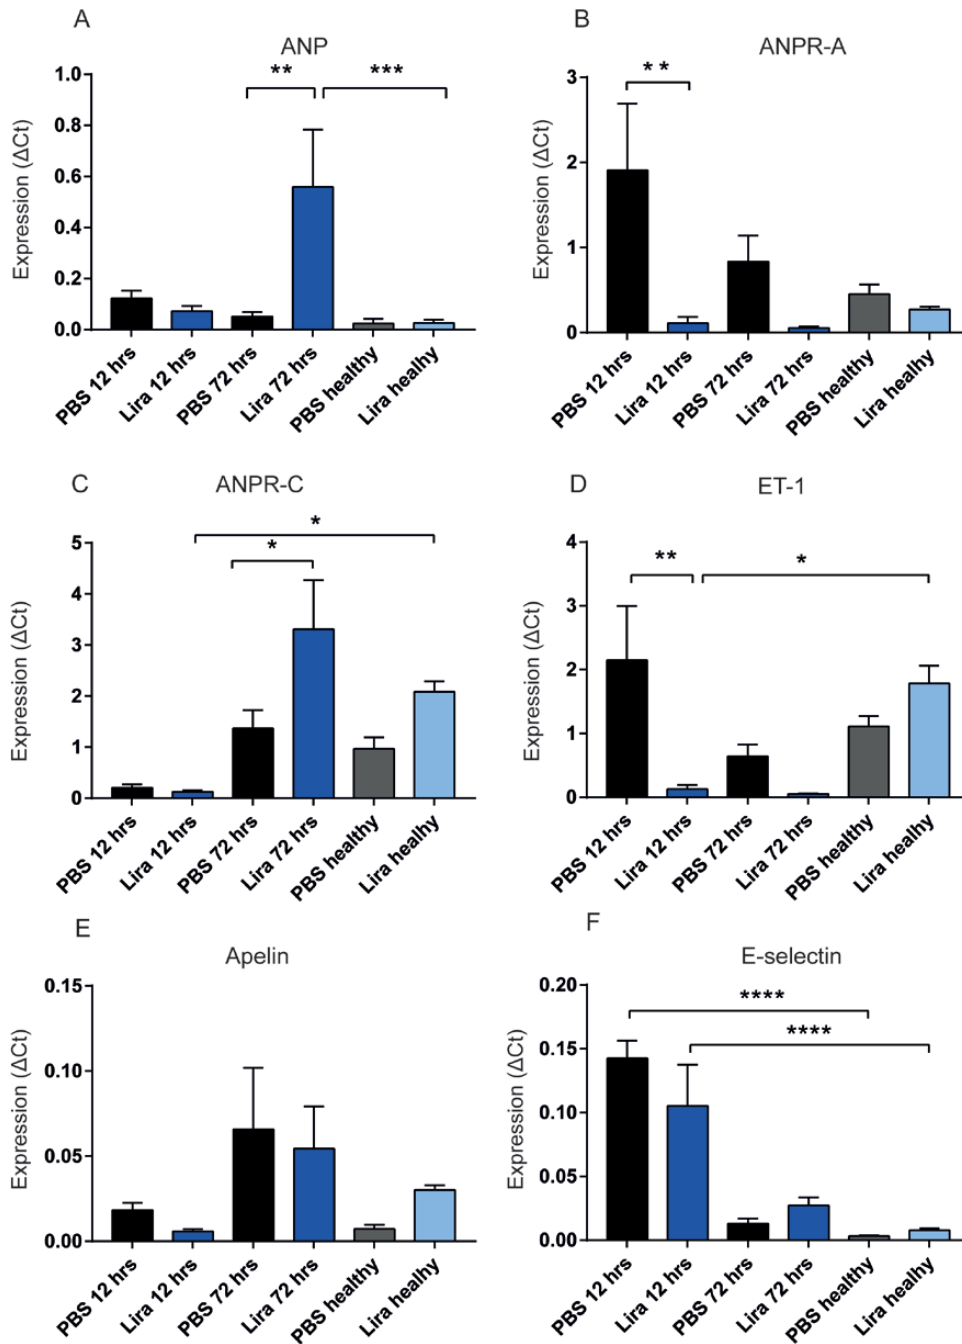 A
ANP
Expression (ΔCt)
1.0
0.8
0.6
0.4
0.2
0.0
** ***
PBS 12 hrs
Lira 12 hrs
PBS 72 hrs
Lira 72 hrs
PBS healthy
Lira healhy
B
ANPR-A
Expression (ΔCt)
3
2
1
0
**
PBS 12 hrs
Lira 12 hrs
PBS 72 hrs
Lira 72 hrs
PBS healthy
Lira healhy
C
ANPR-C
Expression (ΔCt)
5
4
3
2
1
0
*
*
PBS 12 hrs
Lira 12 hrs
PBS 72 hrs
Lira 72 hrs
PBS healthy
Lira healhy
D
ET-1
Expression (ΔCt)
4
3
2
1
0
** *
PBS 12 hrs
Lira 12 hrs
PBS 72 hrs
Lira 72 hrs
PBS healthy
Lira healhy
E
Apelin
Expression (ΔCt)
0.15
0.10
0.05
0.00
PBS 12 hrs
Lira 12 hrs
PBS 72 hrs
Lira 72 hrs
PBS healthy
Lira healhy
F
E-selectin
Expression (ΔCt)
0.20
0.15
0.10
0.05
0.00
****
****
PBS 12 hrs
Lira 12 hrs
PBS 72 hrs
Lira 72 hrs
PBS healthy
Lira healhy